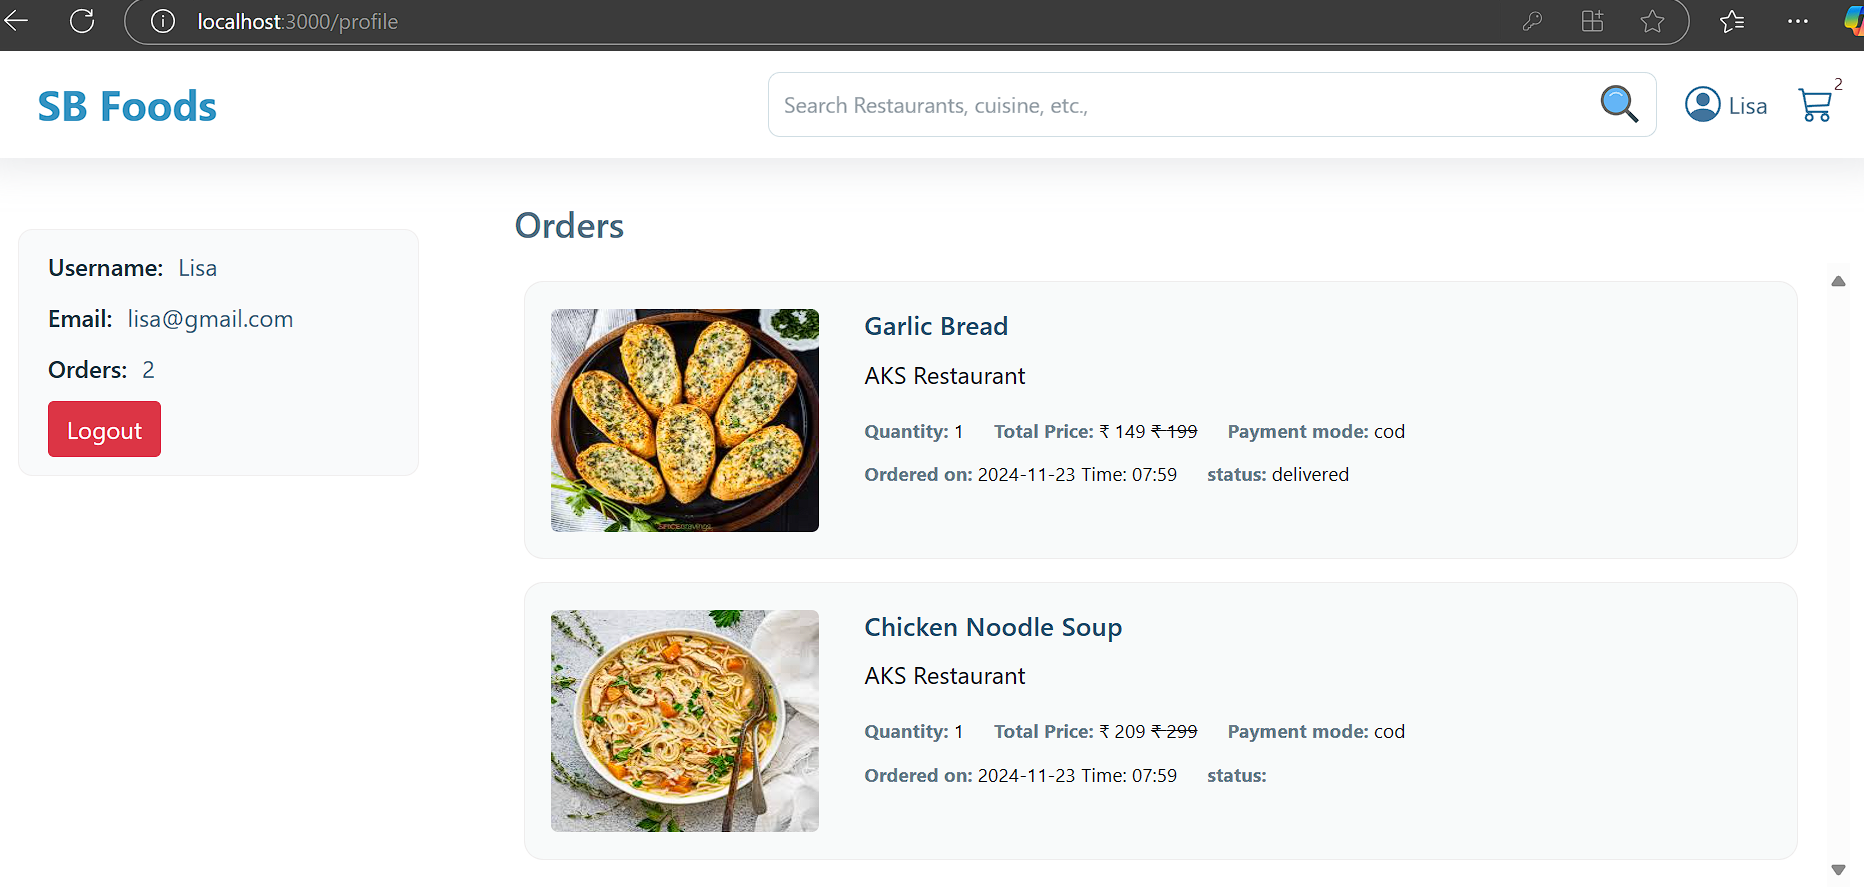 localhost:3000/profile
SB Foods
Search Restaurants, cuisine, etc.,
Lisa
2
Orders
Username: Lisa
Email: lisa@gmail.com
Orders: 2
Logout
Garlic Bread
AKS Restaurant
Quantity: 1 Total Price: ₹ 149 ₹ 199 Payment mode: cod
Ordered on: 2024-11-23 Time: 07:59 status: delivered
Chicken Noodle Soup
AKS Restaurant
Quantity: 1 Total Price: ₹ 209 ₹ 299 Payment mode: cod
Ordered on: 2024-11-23 Time: 07:59 status: